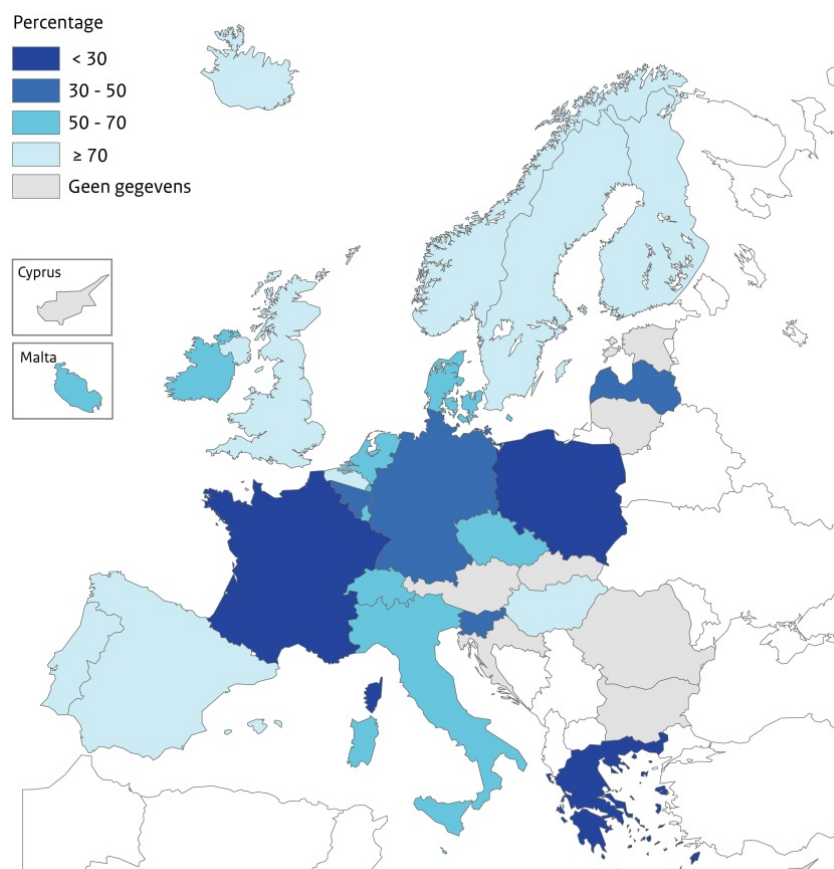 Percentage
< 30
30 - 50
50 - 70
≥ 70
Geen gegevens
Cyprus
Malta